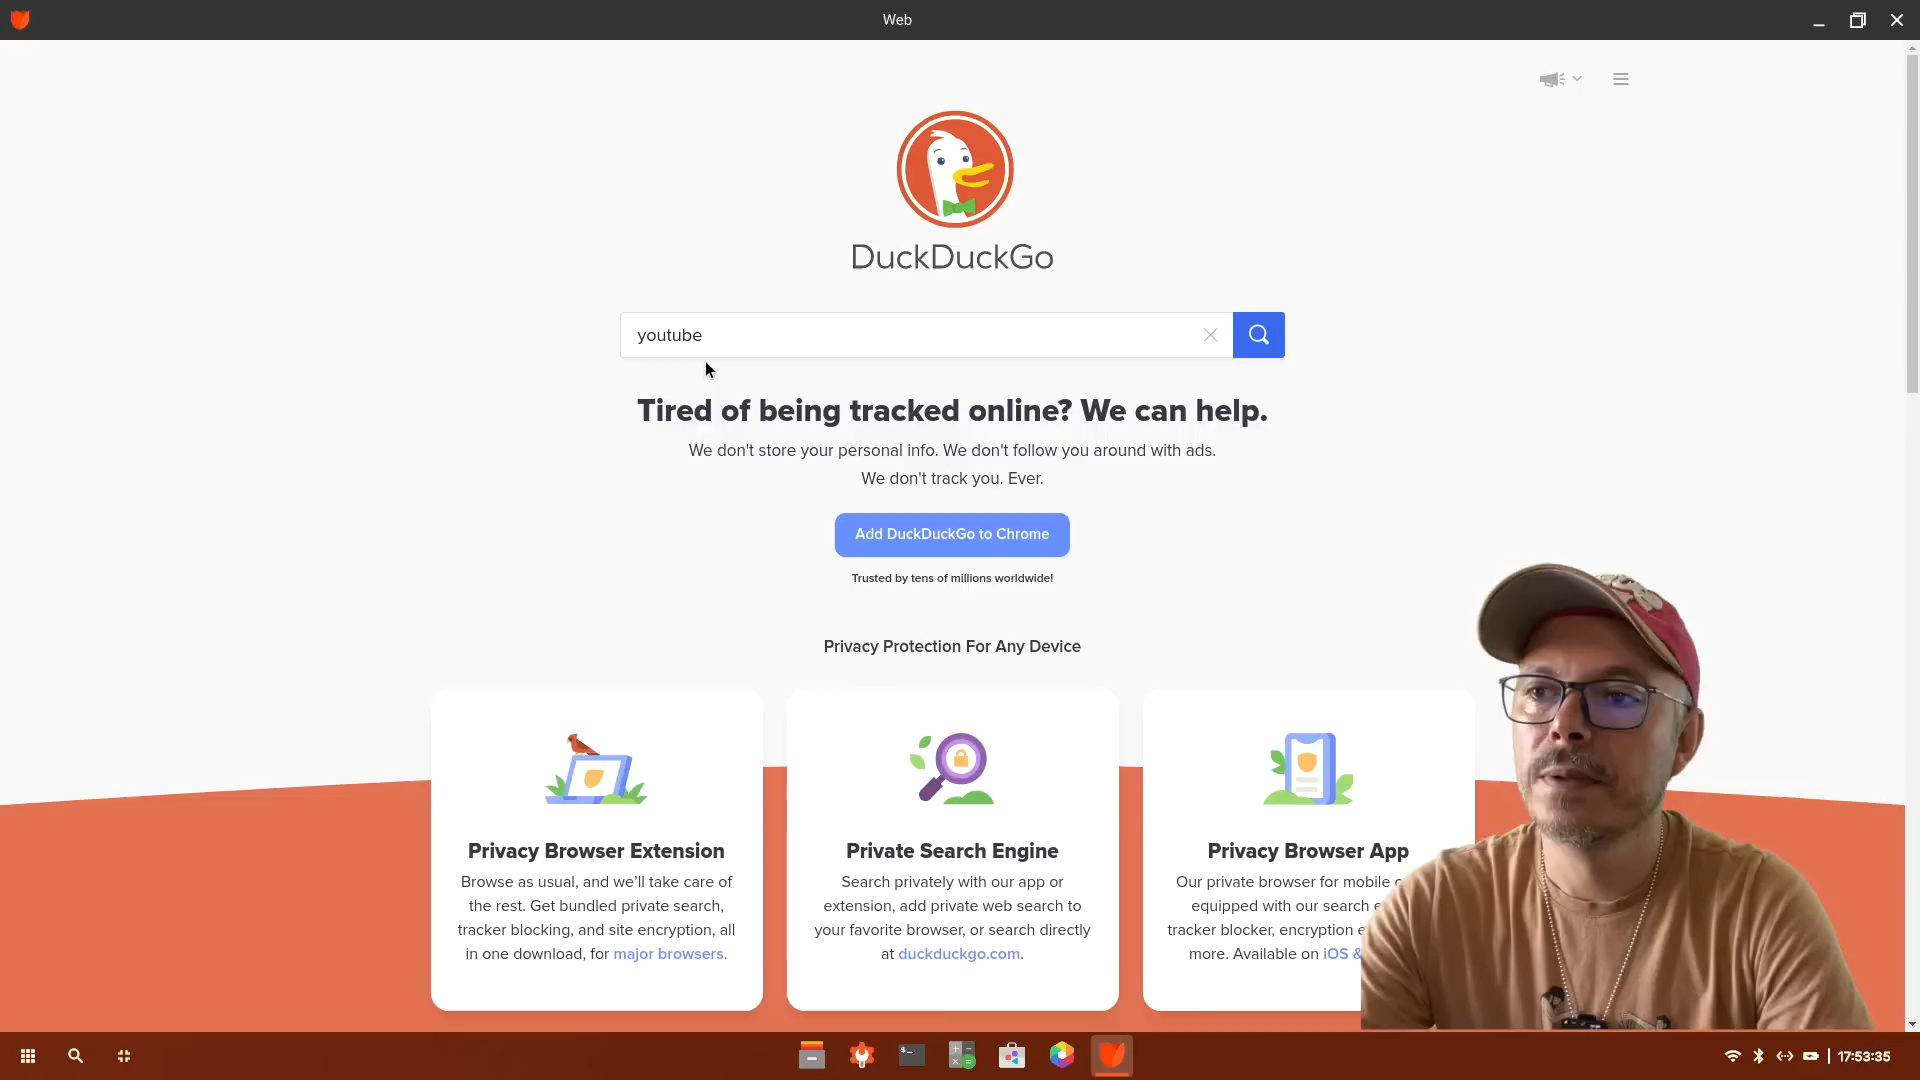 Web
DuckDuckGo
youtube
Tired of being tracked online? We can help.
We don't store your personal info. We don't follow you around with ads.
We don't track you. Ever.
Add DuckDuckGo to Chrome
Trusted by tens of millions worldwide!
Privacy Protection For Any Device
Privacy Browser Extension
Browse as usual, and we'll take care of
the rest. Get bundled private search,
tracker blocking, and site encryption, all
in one download, for major browsers.
Private Search Engine
Search privately with our app or
extension, add private web search to
your favorite browser, or search directly
at duckduckgo.com.
Privacy Browser App
Our private browser for mobile
equipped with our search
tracker blocker, encryption
more. Available on iOS &
17:53:35